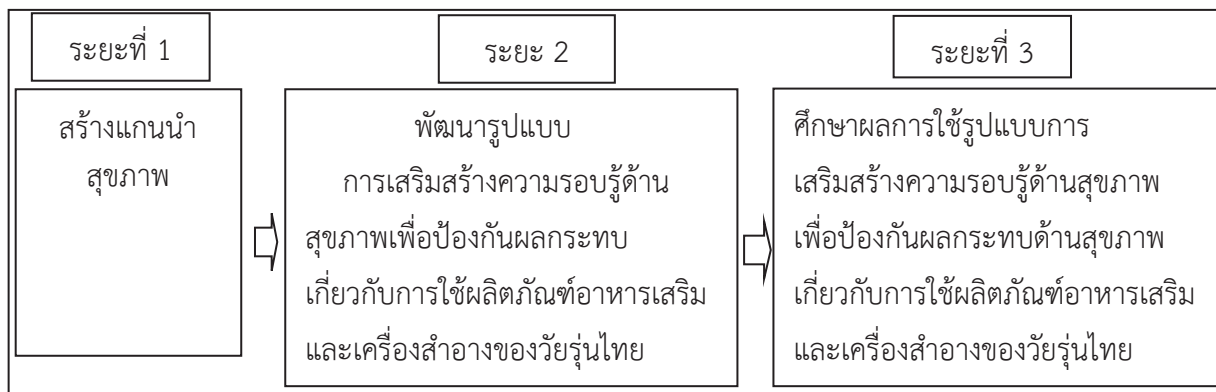 ระยะที่ 1
สร้างแกนนำ
สุขภาพ
ระยะ 2
พัฒนารูปแบบ
การเสริมสร้างความรอบรู้ด้าน
สุขภาพเพื่อป้องกันผลกระทบ
เกี่ยวกับการใช้ผลิตภัณฑ์อาหารเสริม
และเครื่องสำอางของวัยรุ่นไทย
ระยะที่ 3
ศึกษาผลการใช้รูปแบบการ
เสริมสร้างความรอบรู้ด้านสุขภาพ
เพื่อป้องกันผลกระทบด้านสุขภาพ
เกี่ยวกับการใช้ผลิตภัณฑ์อาหารเสริม
และเครื่องสำอางของวัยรุ่นไทย